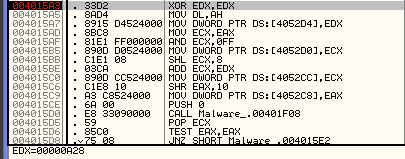 004015A3 . 33D2 XOR EDX,EDX
004015A5 . 8AD4 MOV DL,AH
004015A7 . 8915 D4524000 MOV DWORD PTR DS:[4052D4],EDX
004015AD . 8BC8 MOV ECX,EAX
004015AF . 81E1 FF000000 AND ECX,0FF
004015B5 . 890D D0524000 MOV DWORD PTR DS:[4052D0],ECX
004015BB . C1E1 08 SHL ECX,8
004015BE . 03CA ADD ECX,EDX
004015C0 . 890D CC524000 MOV DWORD PTR DS:[4052CC],ECX
004015C6 . C1E8 10 SHR EAX,10
004015C9 . A3 C8524000 MOV DWORD PTR DS:[4052C8],EAX
004015CE . 6A 00 PUSH 0
004015D0 . E8 33090000 CALL Malware_.00401F08
004015D5 . 59 POP ECX
004015D6 . 85C0 TEST EAX,EAX
004015D8 . 75 08 JNZ SHORT Malware_.004015E2
EDX=00000A28